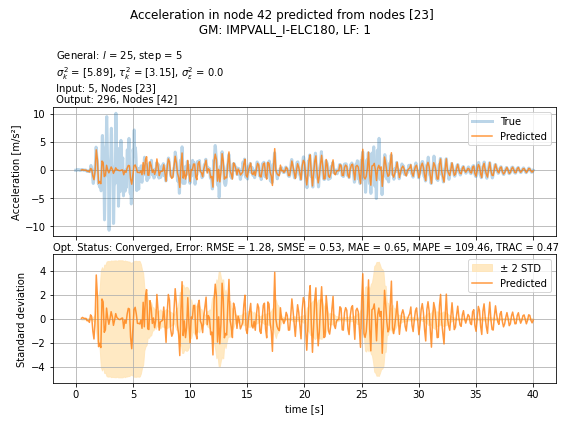 Acceleration in node 42 predicted from nodes [23]
GM: IMPVALL_I-ELC180, LF: 1
General: l = 25, step = 5
σ²ₖ = [5.89], τ²ₖ = [3.15], σ²ₑ = 0.0
Input: 5, Nodes [23]
Output: 296, Nodes [42]
10
5
0
−5
−10
Acceleration [m/s²]
True
Predicted
Opt. Status: Converged, Error: RMSE = 1.28, SMSE = 0.53, MAE = 0.65, MAPE = 109.46, TRAC = 0.47
4
2
0
−2
−4
Standard deviation
± 2 STD
Predicted
0 5 10 15 20 25 30 35 40
time [s]